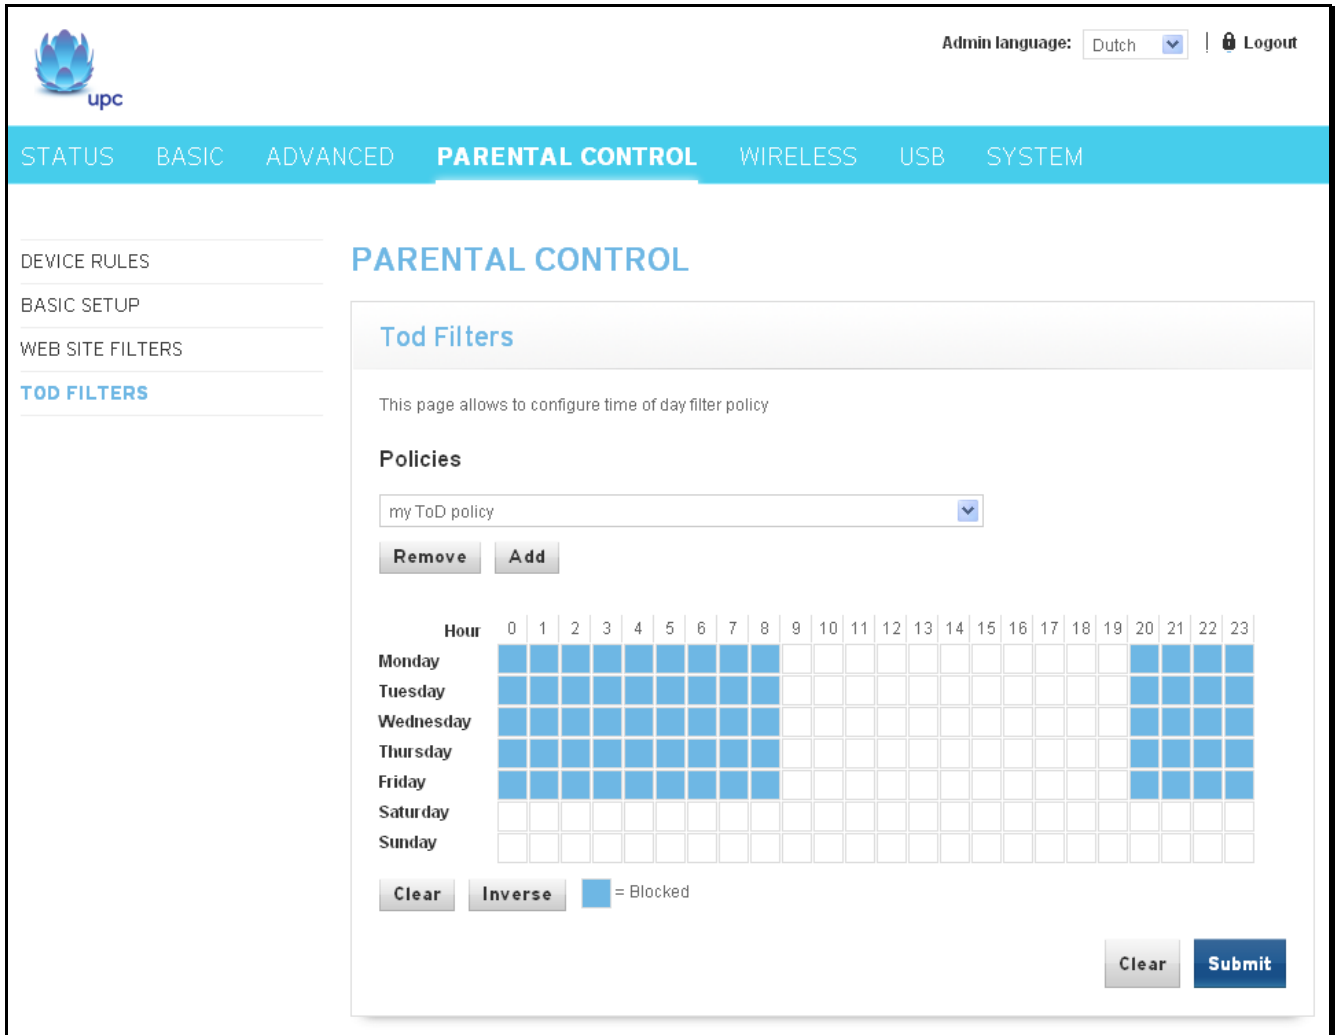 Admin language: Dutch | Logout
upc
STATUS BASIC ADVANCED PARENTAL CONTROL WIRELESS USB SYSTEM
DEVICE RULES
BASIC SETUP
WEB SITE FILTERS
TOD FILTERS
PARENTAL CONTROL
Tod Filters
This page allows to configure time of day filter policy
Policies
my ToD policy
Remove Add
Hour 0 1 2 3 4 5 6 7 8 9 10 11 12 13 14 15 16 17 18 19 20 21 22 23
Monday
Tuesday
Wednesday
Thursday
Friday
Saturday
Sunday
Clear Inverse = Blocked
Clear Submit